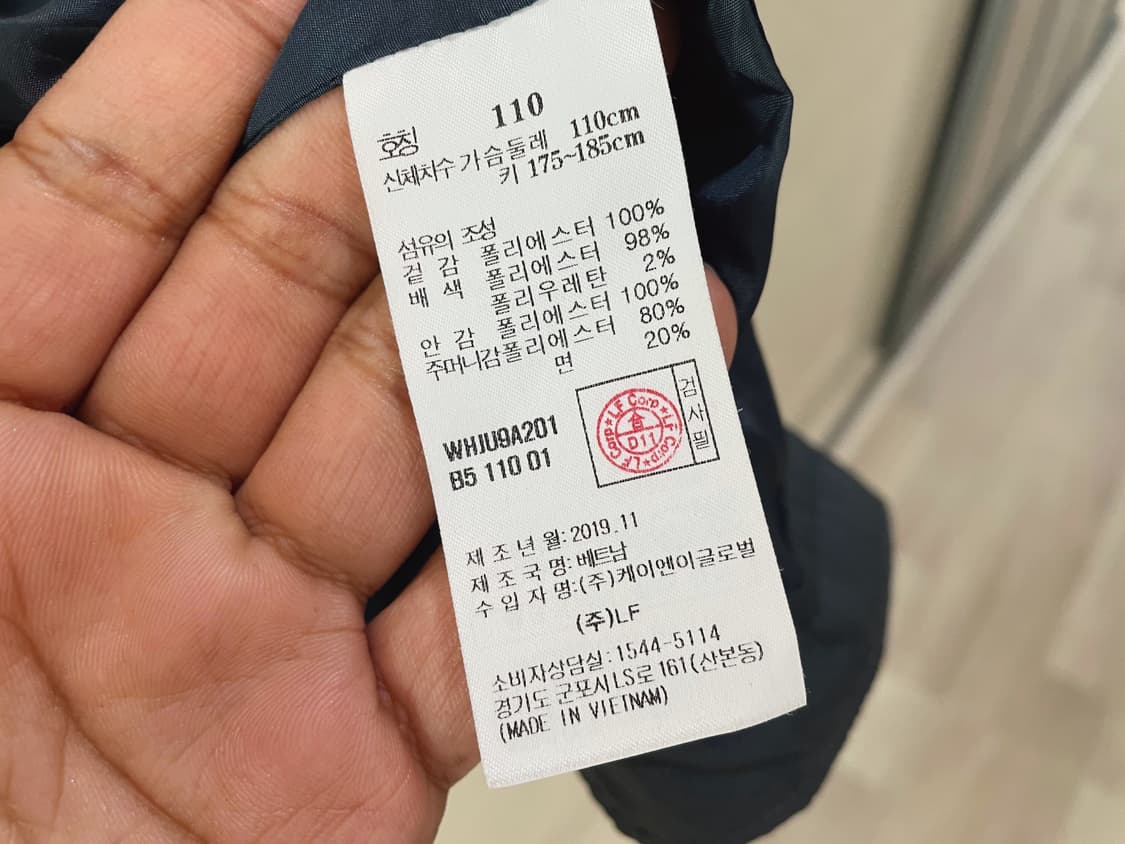 호칭 110
신체치수 가슴둘레 110cm
키 175~185cm
섬유의 조성
겉 감 폴리에스터 100%
배 색 폴리에스터 98%
폴리우레탄 2%
안 감 폴리에스터 100%
주머니감 폴리에스터 80%
면 20%
WHJU9A201
B5 110 01
LF Corp★LF Corp★LF Corp★
合
D11
검사필
제 조 년 월:2019.11
제 조 국 명:베트남
수 입 자 명:(주)케이엔이글로벌
(주)LF
소비자상담실:1544-5114
경기도 군포시LS로 161(산본동)
(MADE IN VIETNAM)